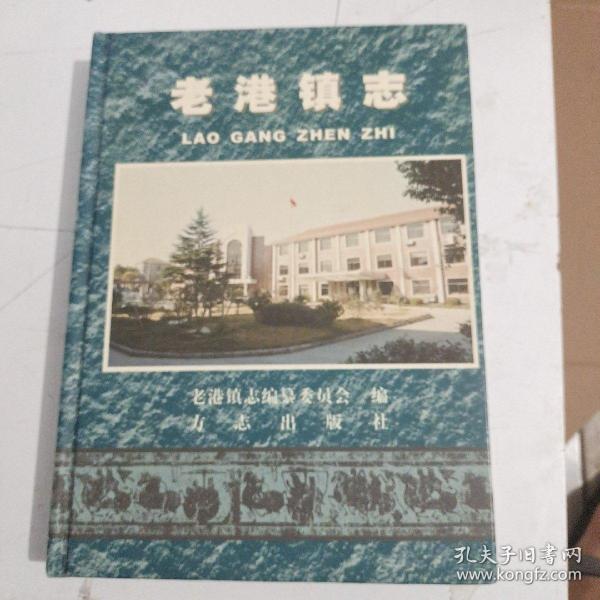 老港镇志
LAO GANG ZHEN ZHI
老港镇志编纂委员会 编
方志出版社
孔夫子旧书网
www.kongfz.com